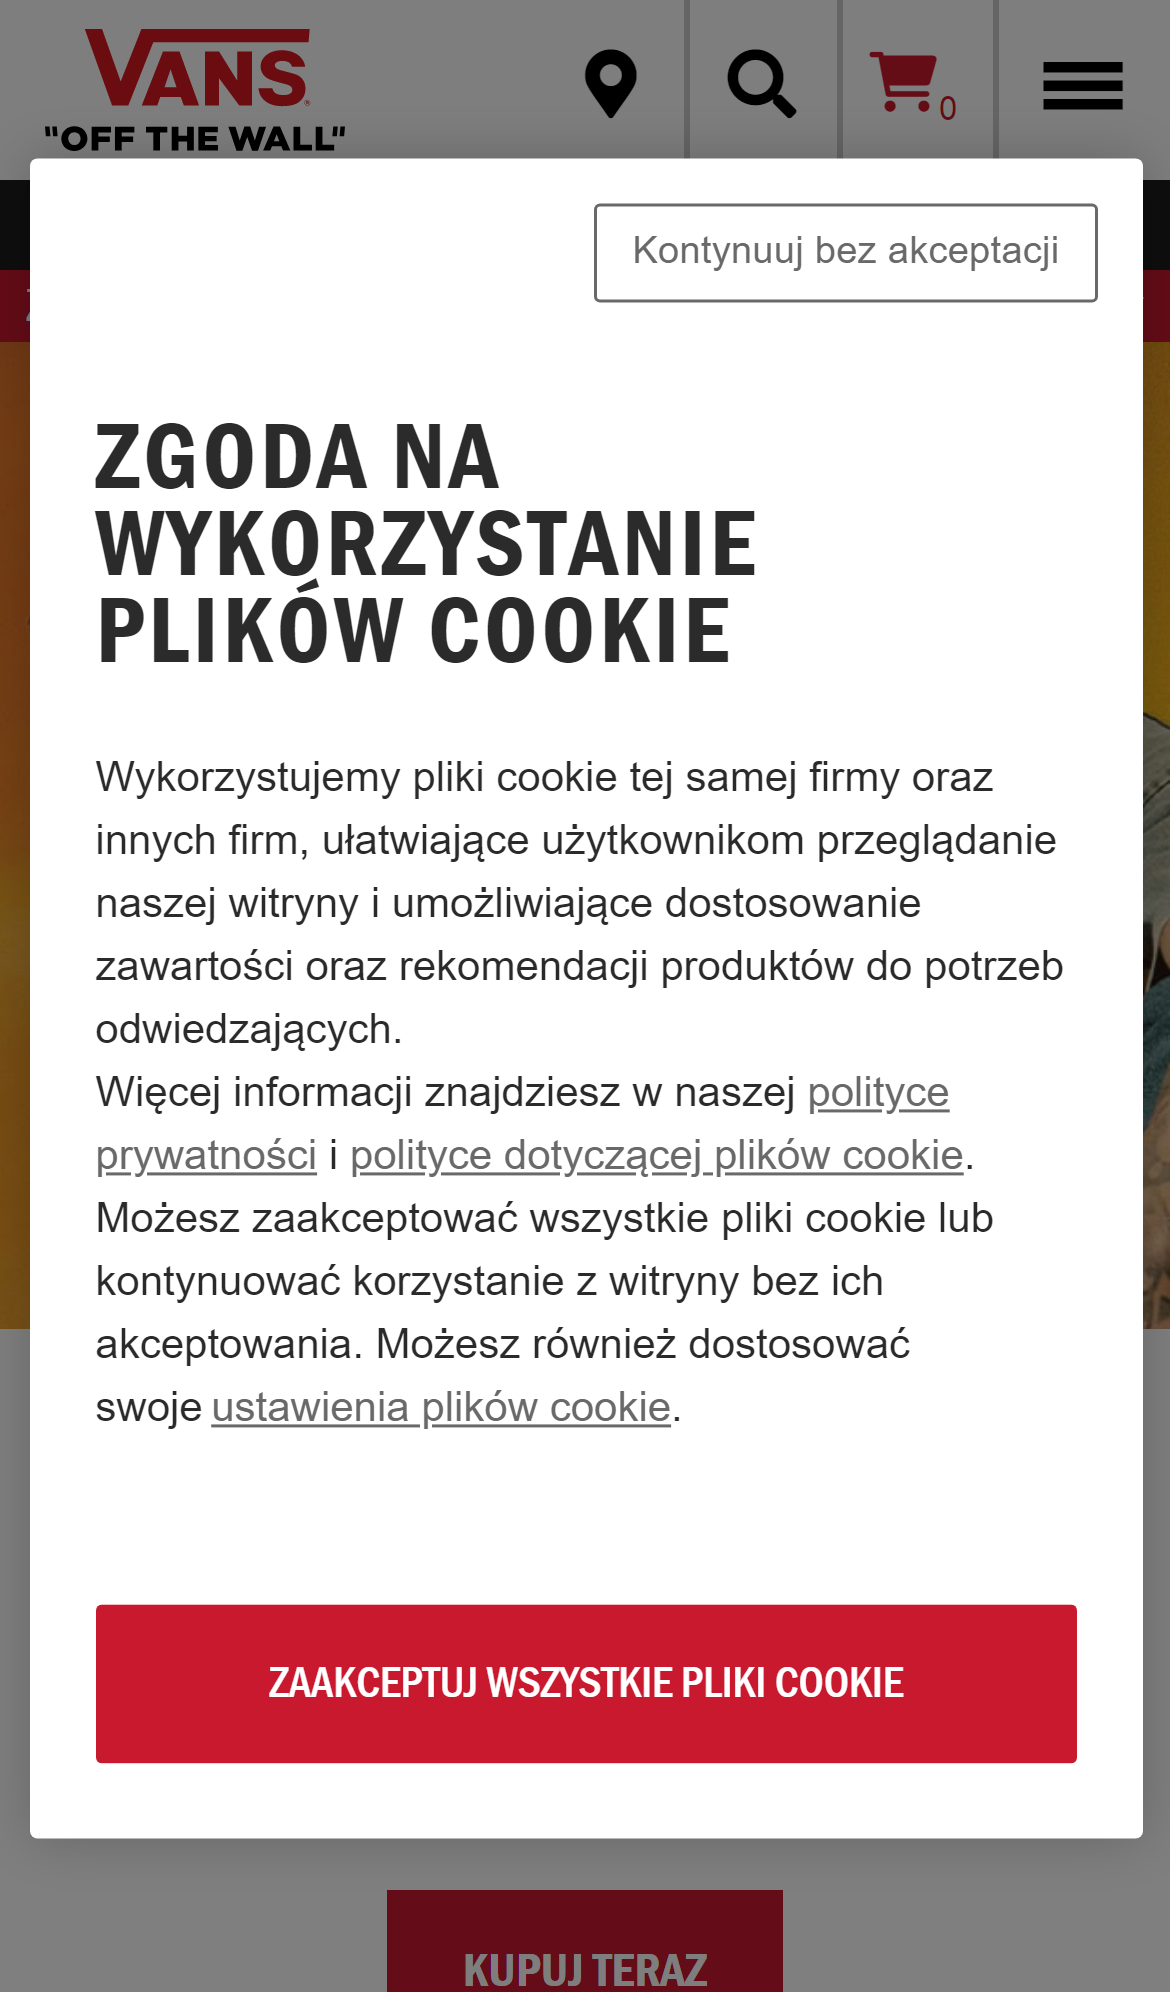 VANS
"OFF THE WALL"
0
Kontynuuj bez akceptacji
ZGODA NA
WYKORZYSTANIE
PLIKÓW COOKIE
Wykorzystujemy pliki cookie tej samej firmy oraz
innych firm, ułatwiające użytkownikom przeglądanie
naszej witryny i umożliwiające dostosowanie
zawartości oraz rekomendacji produktów do potrzeb
odwiedzających.
Więcej informacji znajdziesz w naszej polityce
prywatności i polityce dotyczącej plików cookie.
Możesz zaakceptować wszystkie pliki cookie lub
kontynuować korzystanie z witryny bez ich
akceptowania. Możesz również dostosować
swoje ustawienia plików cookie.
ZAAKCEPTUJ WSZYSTKIE PLIKI COOKIE
KUPUJ TERAZ